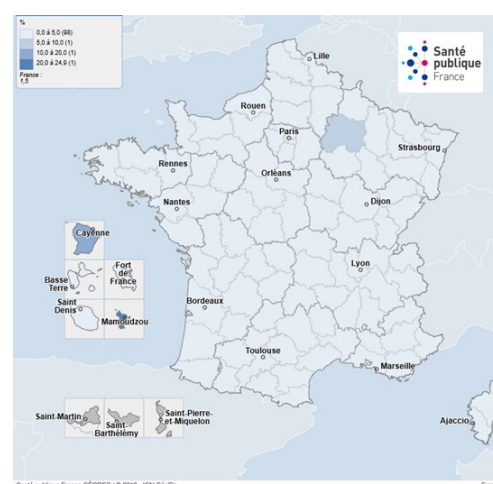 %
0,0 à 5,0 (98)
5,0 à 10,0 (1)
10,0 à 20,0 (1)
20,0 à 24,9 (1)
France :
1,5
Santé
publique
France
Lille
Rouen
Paris
Strasbourg
Rennes
Orléans
Nantes
Dijon
Cayenne
Fort
de
France
Basse
Terre
Lyon
Saint
Denis
Bordeaux
Mamoudzou
Toulouse
Marseille
Saint-Martin
Saint-
Barthélémy
Saint-Pierre
et-Miquelon
Ajaccio